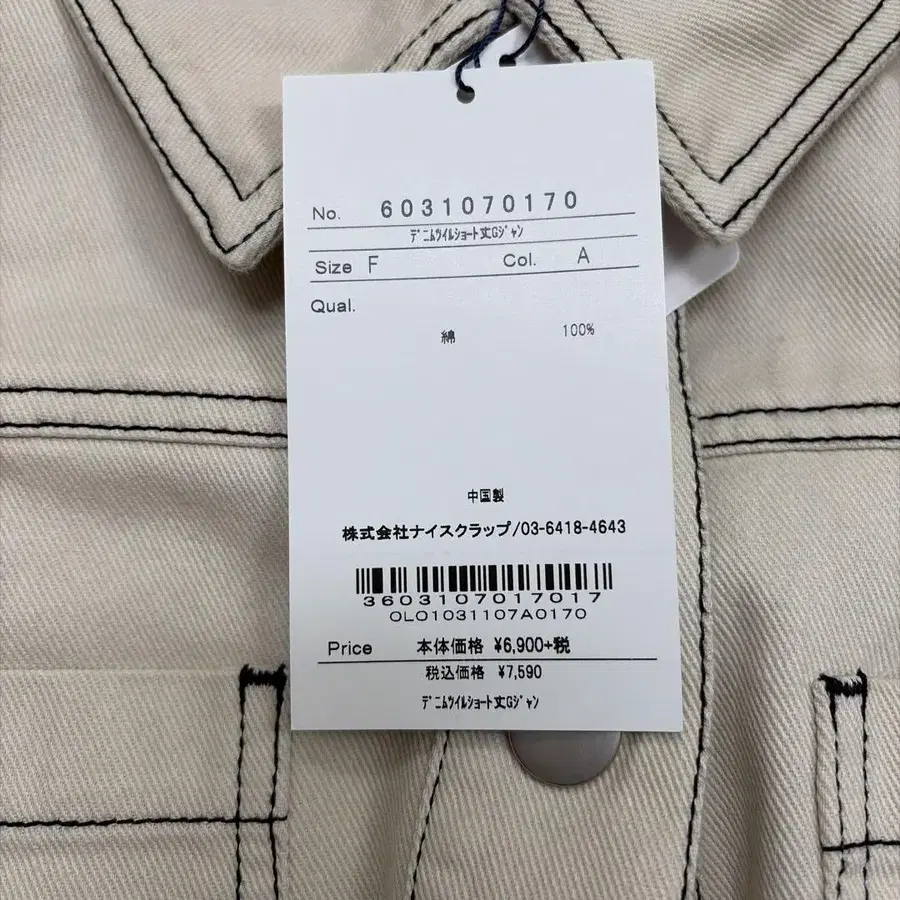 No. 6031070170
ﾃﾞﾆﾑﾂｲﾙｼｮｰﾄ丈Gｼﾞｬﾝ
Size F Col. A
Qual.
綿 100%
中国製
株式会社ナイスクラップ/03-6418-4643
3603107017017
0L01031107A0170
Price 本体価格 ¥6,900+税
税込価格 ¥7,590
ﾃﾞﾆﾑﾂｲﾙｼｮｰﾄ丈Gｼﾞｬﾝ